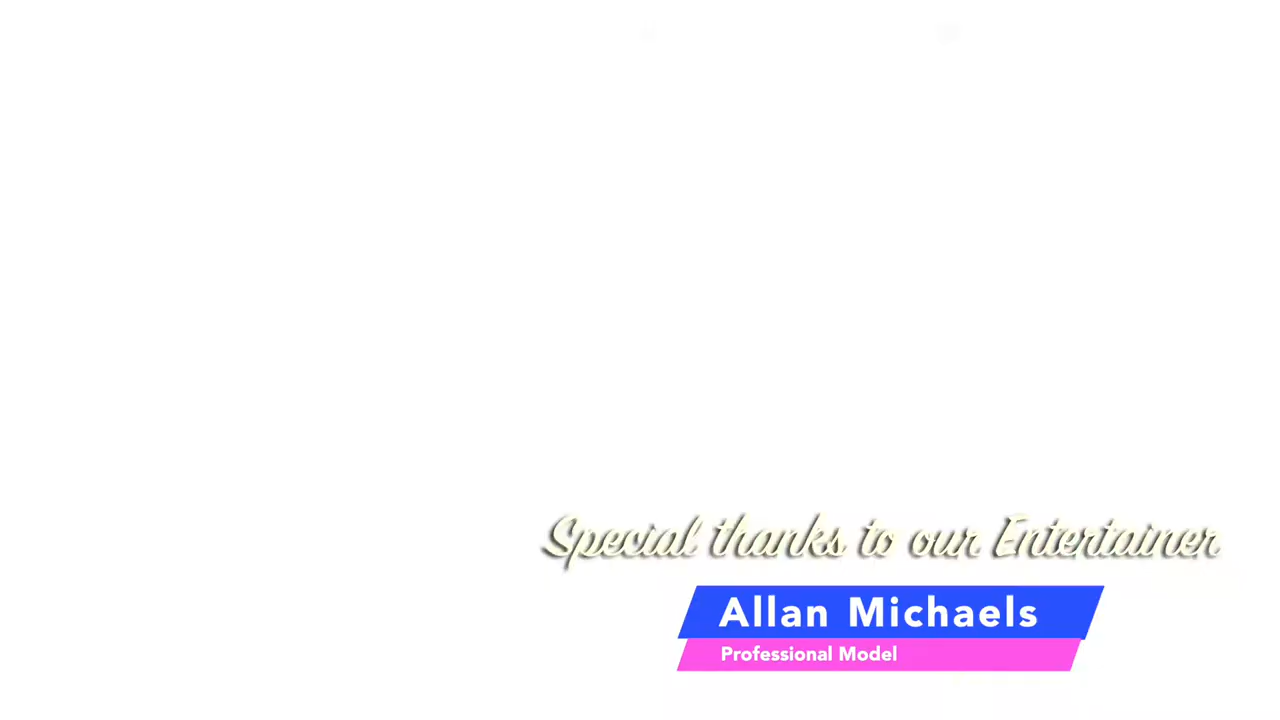 Special thanks to our Entertainer
Allan Michaels
Professional Model